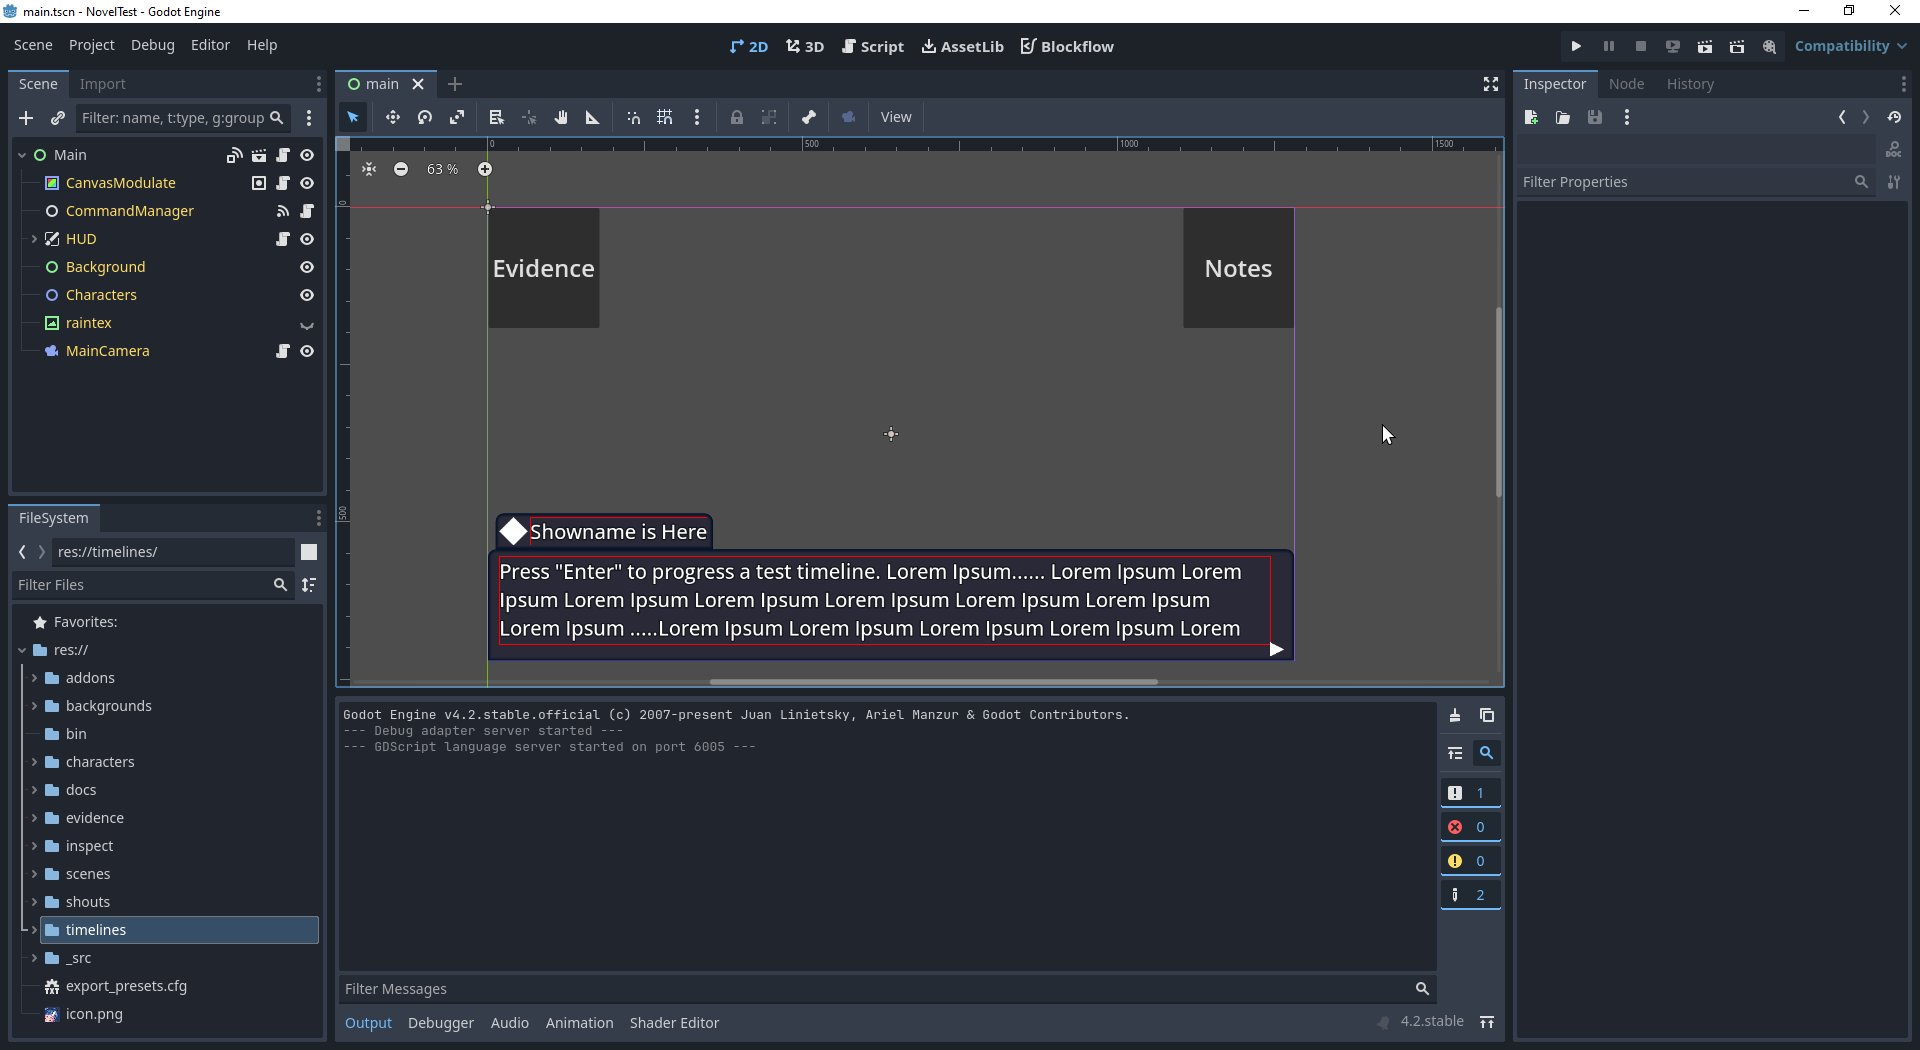 main.tscn - NovelTest - Godot Engine
Scene Project Debug Editor Help
2D 3D Script AssetLib Blockflow
Compatibility
Scene Import
Filter: name, t:type, g:group
Main
CanvasModulate
CommandManager
HUD
Background
Characters
raintex
MainCamera
FileSystem
res://timelines/
Filter Files
Favorites:
res://
addons
backgrounds
bin
characters
docs
evidence
inspect
scenes
shouts
timelines
_src
export_presets.cfg
icon.png
main
View
0 500 1000 1500
0
500
63 %
Evidence
Notes
Showname is Here
Press "Enter" to progress a test timeline. Lorem Ipsum...... Lorem Ipsum Lorem
Ipsum Lorem Ipsum Lorem Ipsum Lorem Ipsum Lorem Ipsum Lorem Ipsum
Lorem Ipsum .....Lorem Ipsum Lorem Ipsum Lorem Ipsum Lorem Ipsum Lorem
Godot Engine v4.2.stable.official (c) 2007-present Juan Linietsky, Ariel Manzur & Godot Contributors.
--- Debug adapter server started ---
--- GDScript language server started on port 6005 ---
1
0
0
2
Filter Messages
Output Debugger Audio Animation Shader Editor
4.2.stable
Inspector Node History
DOC
Filter Properties